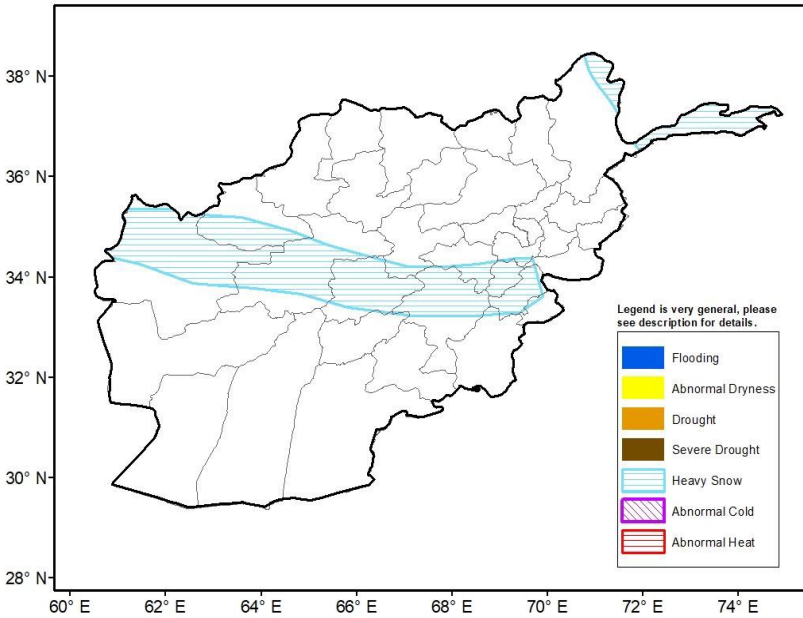 38° N
36° N
34° N
32° N
30° N
28° N
Legend is very general, please
see description for details.
Flooding
Abnormal Dryness
Drought
Severe Drought
Heavy Snow
Abnormal Cold
Abnormal Heat
60° E
62° E
64° E
66° E
68° E
70° E
72° E
74° E